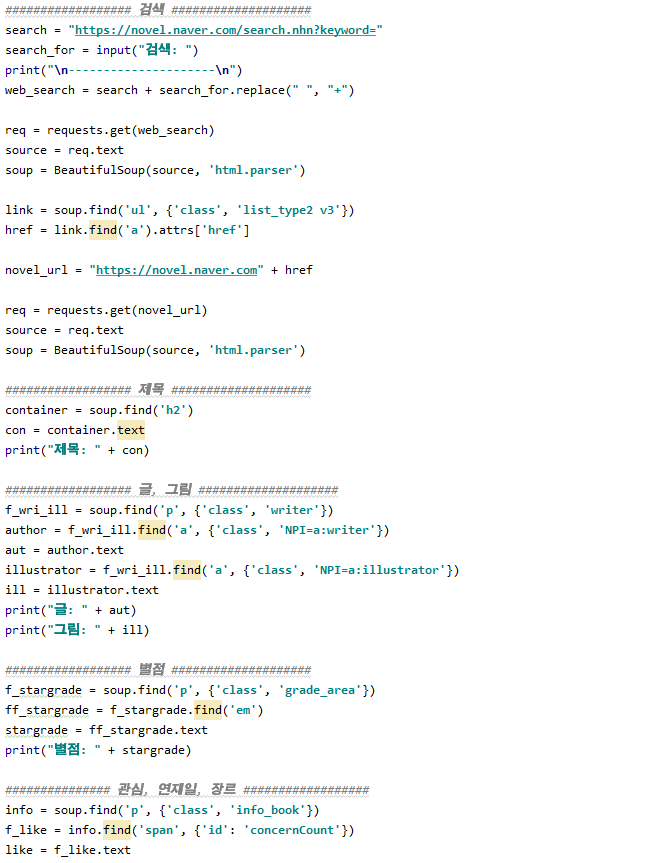 ################## 검색 ####################
search = "https://novel.naver.com/search.nhn?keyword="
search_for = input("검색: ")
print("\n---------------------\n")
web_search = search + search_for.replace(" ", "+")
req = requests.get(web_search)
source = req.text
soup = BeautifulSoup(source, 'html.parser')
link = soup.find('ul', {'class', 'list_type2 v3'})
href = link.find('a').attrs['href']
novel_url = "https://novel.naver.com" + href
req = requests.get(novel_url)
source = req.text
soup = BeautifulSoup(source, 'html.parser')
################## 제목 ####################
container = soup.find('h2')
con = container.text
print("제목: " + con)
################## 글, 그림 ####################
f_wri_ill = soup.find('p', {'class', 'writer'})
author = f_wri_ill.find('a', {'class', 'NPI=a:writer'})
aut = author.text
illustrator = f_wri_ill.find('a', {'class', 'NPI=a:illustrator'})
ill = illustrator.text
print("글: " + aut)
print("그림: " + ill)
################## 별점 ####################
f_stargrade = soup.find('p', {'class', 'grade_area'})
ff_stargrade = f_stargrade.find('em')
stargrade = ff_stargrade.text
print("별점: " + stargrade)
############### 관심, 연재일, 장르 ##################
info = soup.find('p', {'class', 'info_book'})
f_like = info.find('span', {'id': 'concernCount'})
like = f_like.text